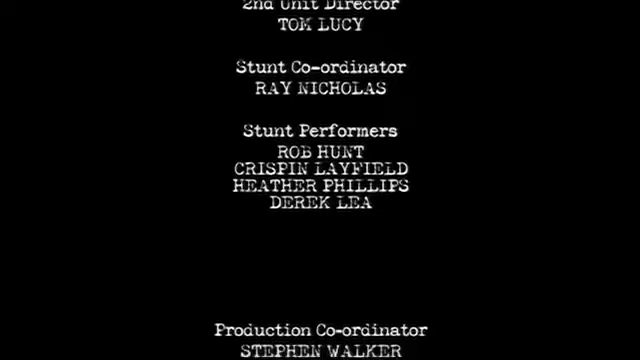 2nd Unit Director
TOM LUCY
Stunt Co-ordinator
RAY NICHOLAS
Stunt Performers
ROB HUNT
CRISPIN LAYFIELD
HEATHER PHILLIPS
DEREK LEA
Production Co-ordinator
STEPHEN WALKER